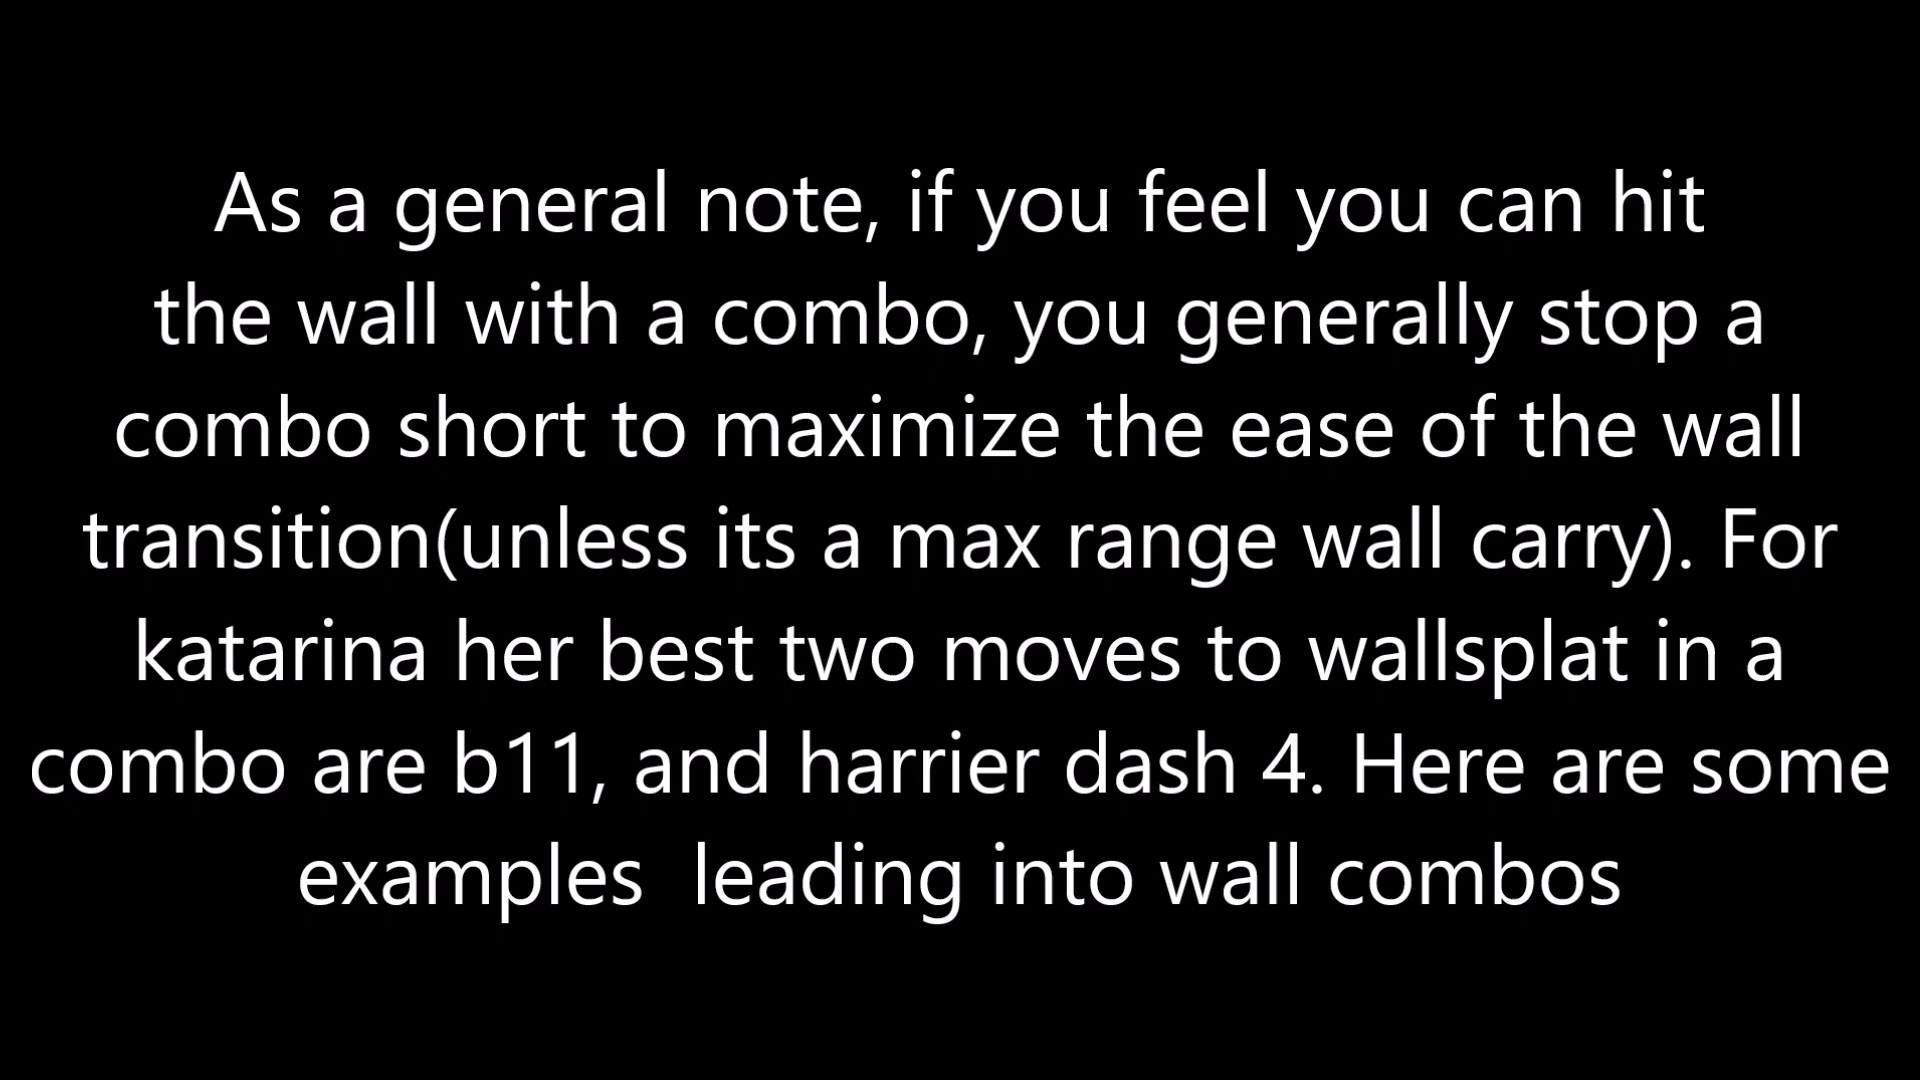 As a general note, if you feel you can hit
the wall with a combo, you generally stop a
combo short to maximize the ease of the wall
transition(unless its a max range wall carry). For
katarina her best two moves to wallsplat in a
combo are b11, and harrier dash 4. Here are some
examples  leading into wall combos